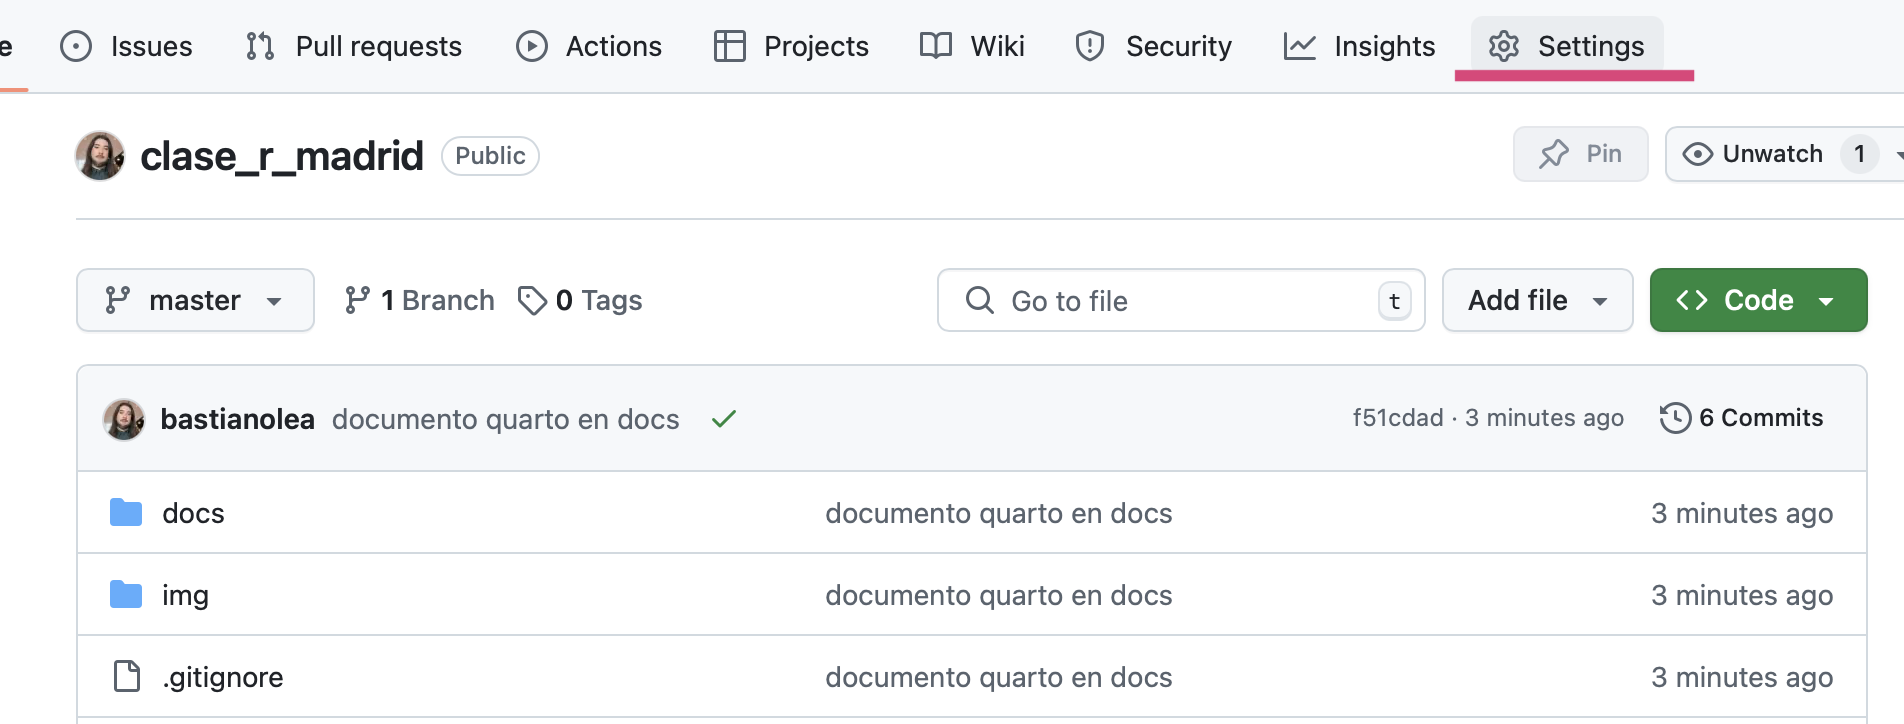 e Issues Pull requests Actions Projects Wiki Security Insights Settings
clase_r_madrid Public Pin Unwatch 1
master 1 Branch 0 Tags Go to file t Add file Code
bastianolea documento quarto en docs f51cdad · 3 minutes ago 6 Commits
docs documento quarto en docs 3 minutes ago
img documento quarto en docs 3 minutes ago
.gitignore documento quarto en docs 3 minutes ago